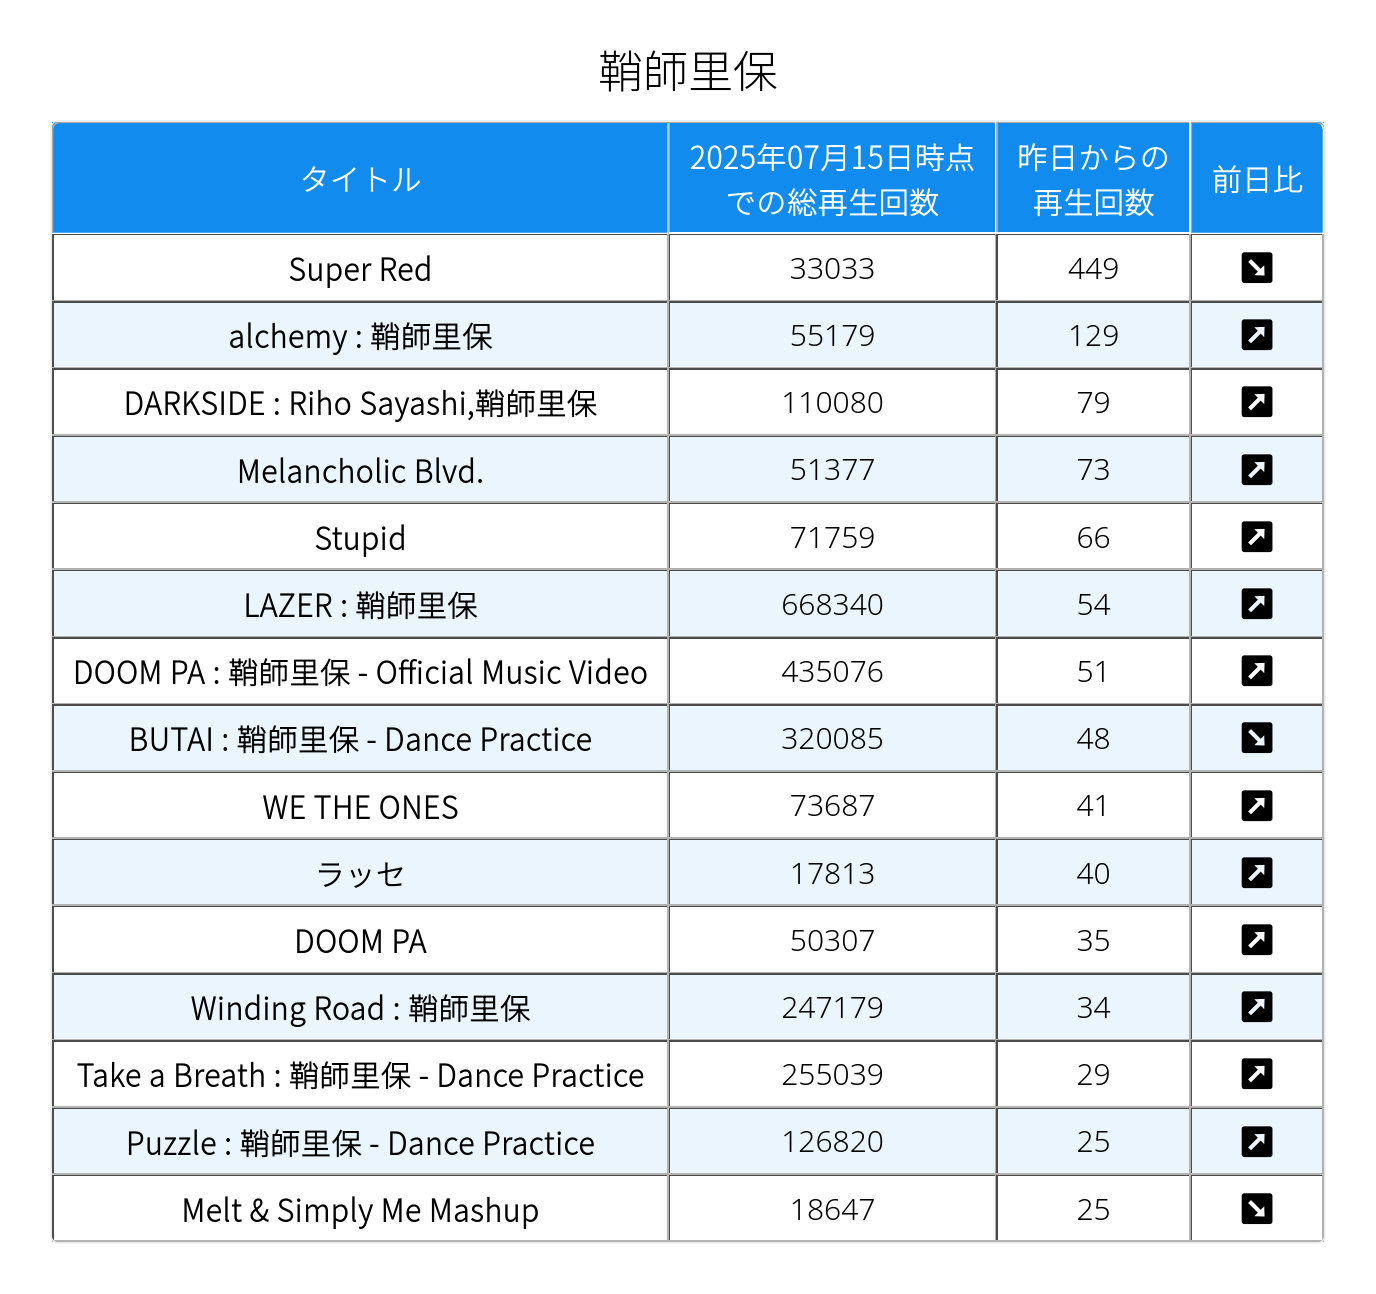 鞘師里保
タイトル 2025年07月15日時点での総再生回数 昨日からの再生回数 前日比
Super Red 33033 449 ↘
alchemy : 鞘師里保 55179 129 ↗
DARKSIDE : Riho Sayashi,鞘師里保 110080 79 ↗
Melancholic Blvd. 51377 73 ↗
Stupid 71759 66 ↗
LAZER : 鞘師里保 668340 54 ↗
DOOM PA : 鞘師里保 - Official Music Video 435076 51 ↗
BUTAI : 鞘師里保 - Dance Practice 320085 48 ↘
WE THE ONES 73687 41 ↗
ラッセ 17813 40 ↗
DOOM PA 50307 35 ↗
Winding Road : 鞘師里保 247179 34 ↗
Take a Breath : 鞘師里保 - Dance Practice 255039 29 ↗
Puzzle : 鞘師里保 - Dance Practice 126820 25 ↗
Melt & Simply Me Mashup 18647 25 ↘